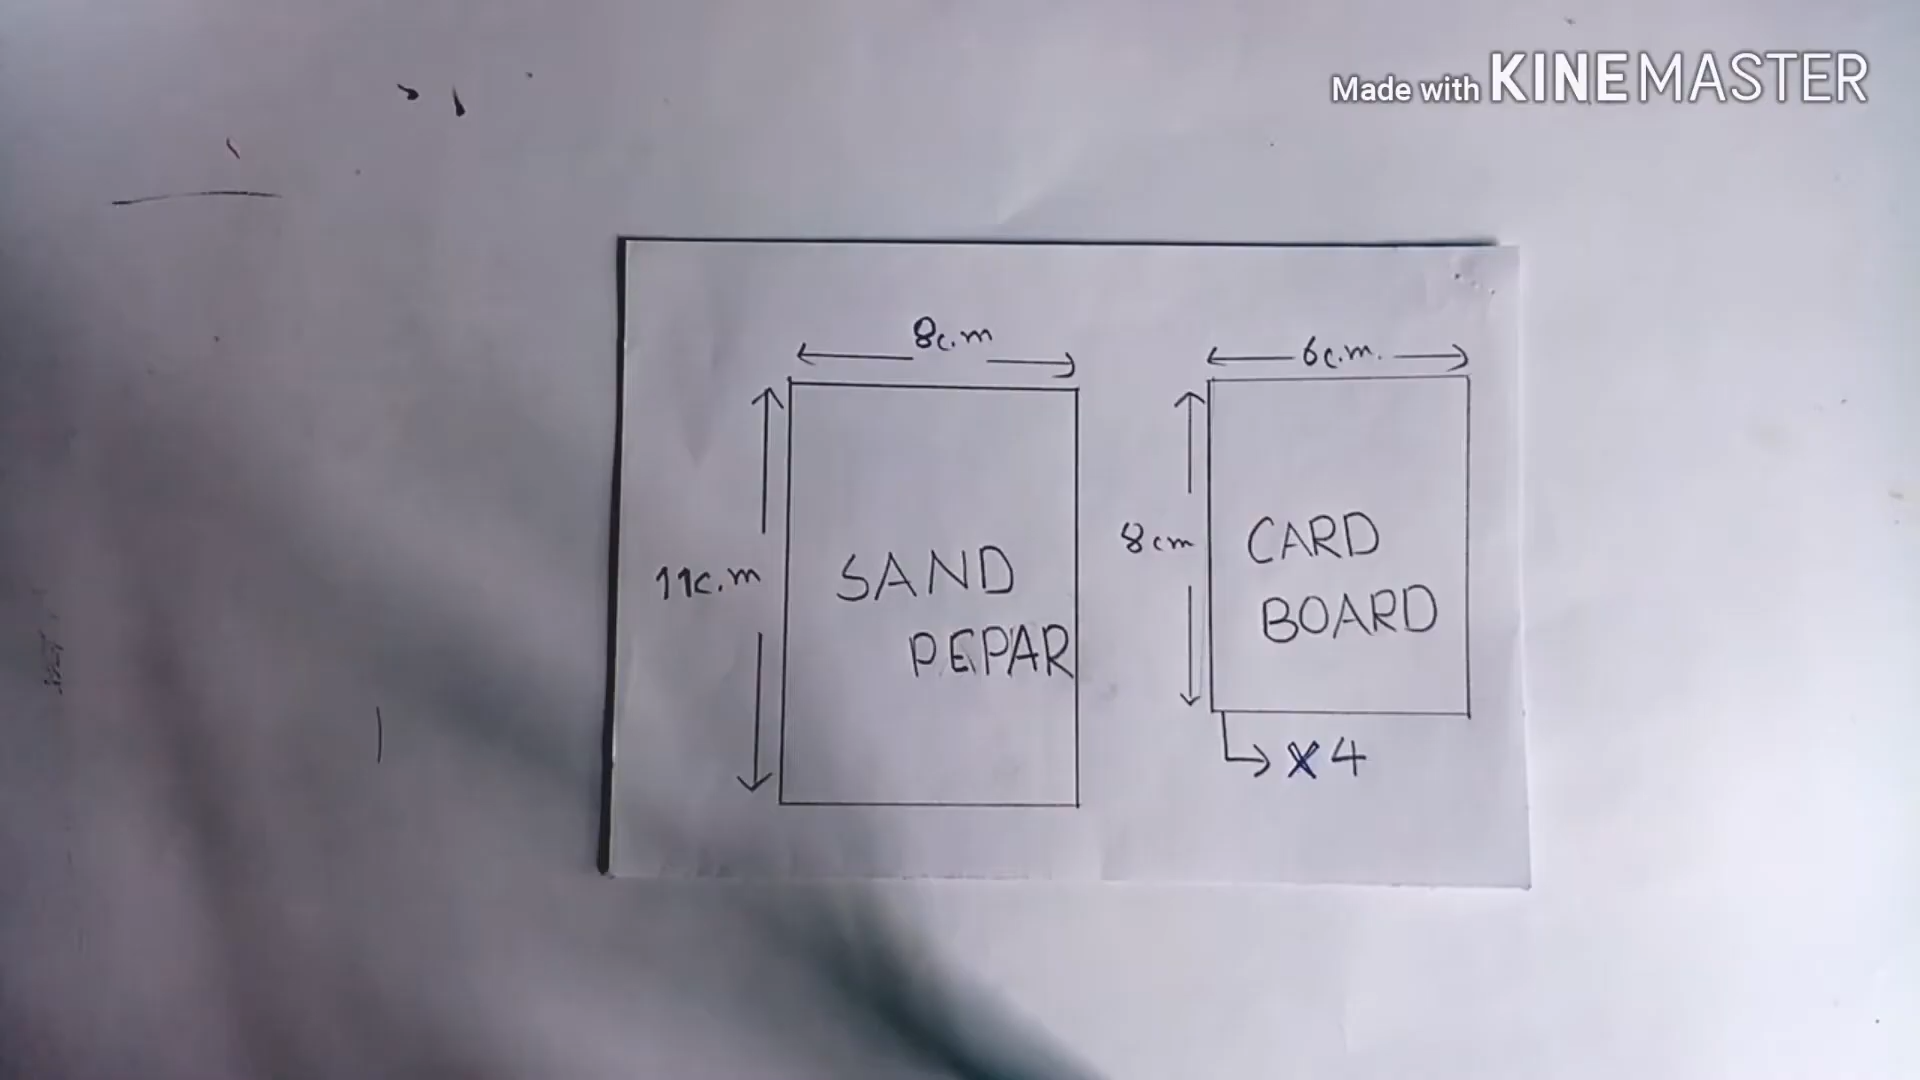 Made with KINEMASTER
8c.m
11c.m
SAND
PEPAR
6c.m.
8cm
CARD
BOARD
x4